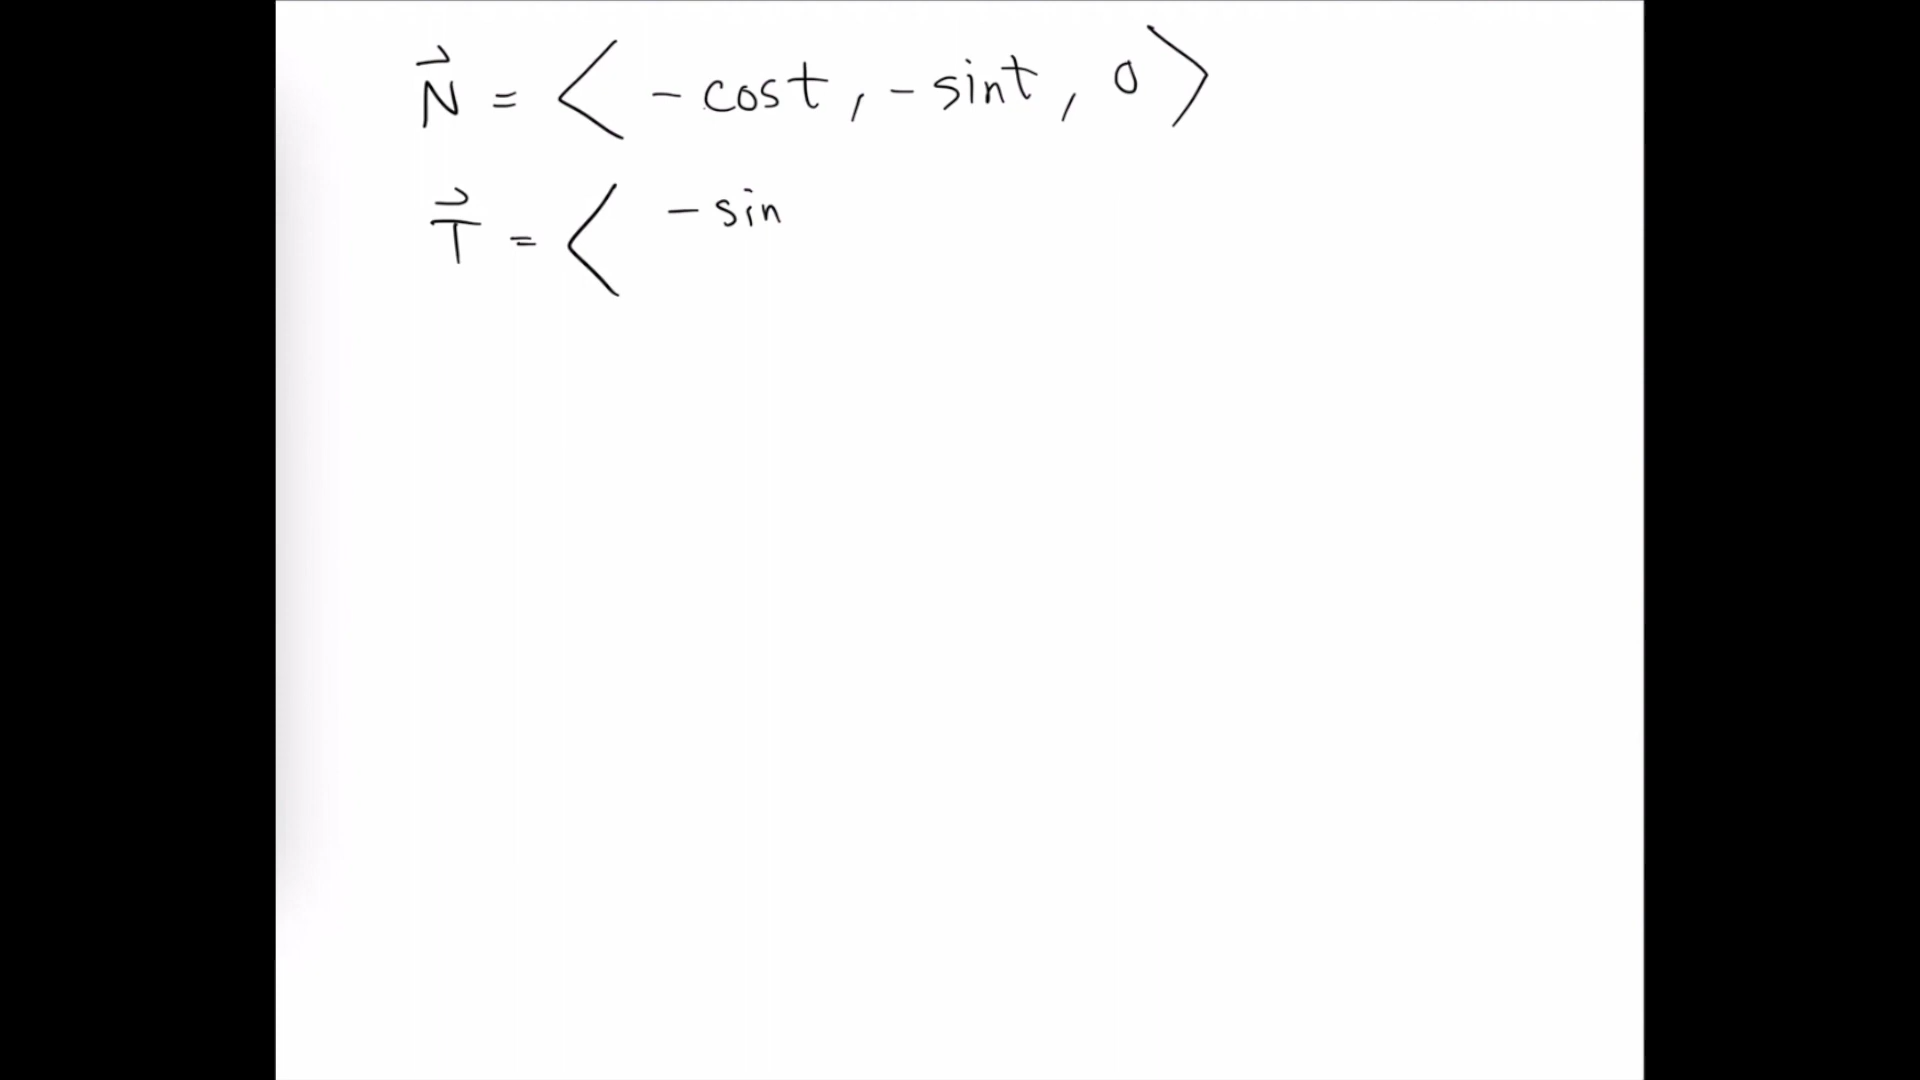 N⃗ = < - cost, - sint, 0 >
T⃗ = < - sin